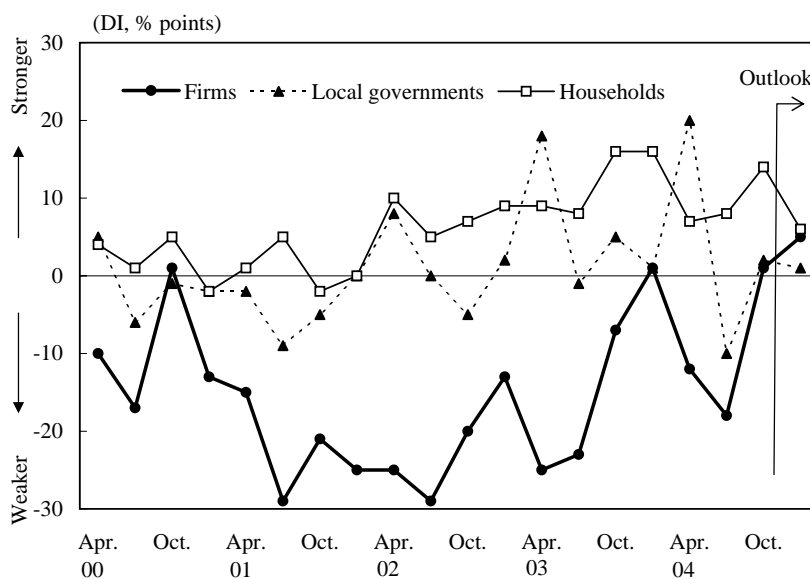 (DI, % points)
Stronger
Weaker
30
20
10
0
-10
-20
-30
Firms Local governments Households
Outlook
Apr. Oct. Apr. Oct. Apr. Oct. Apr. Oct. Apr. Oct.
00 01 02 03 04